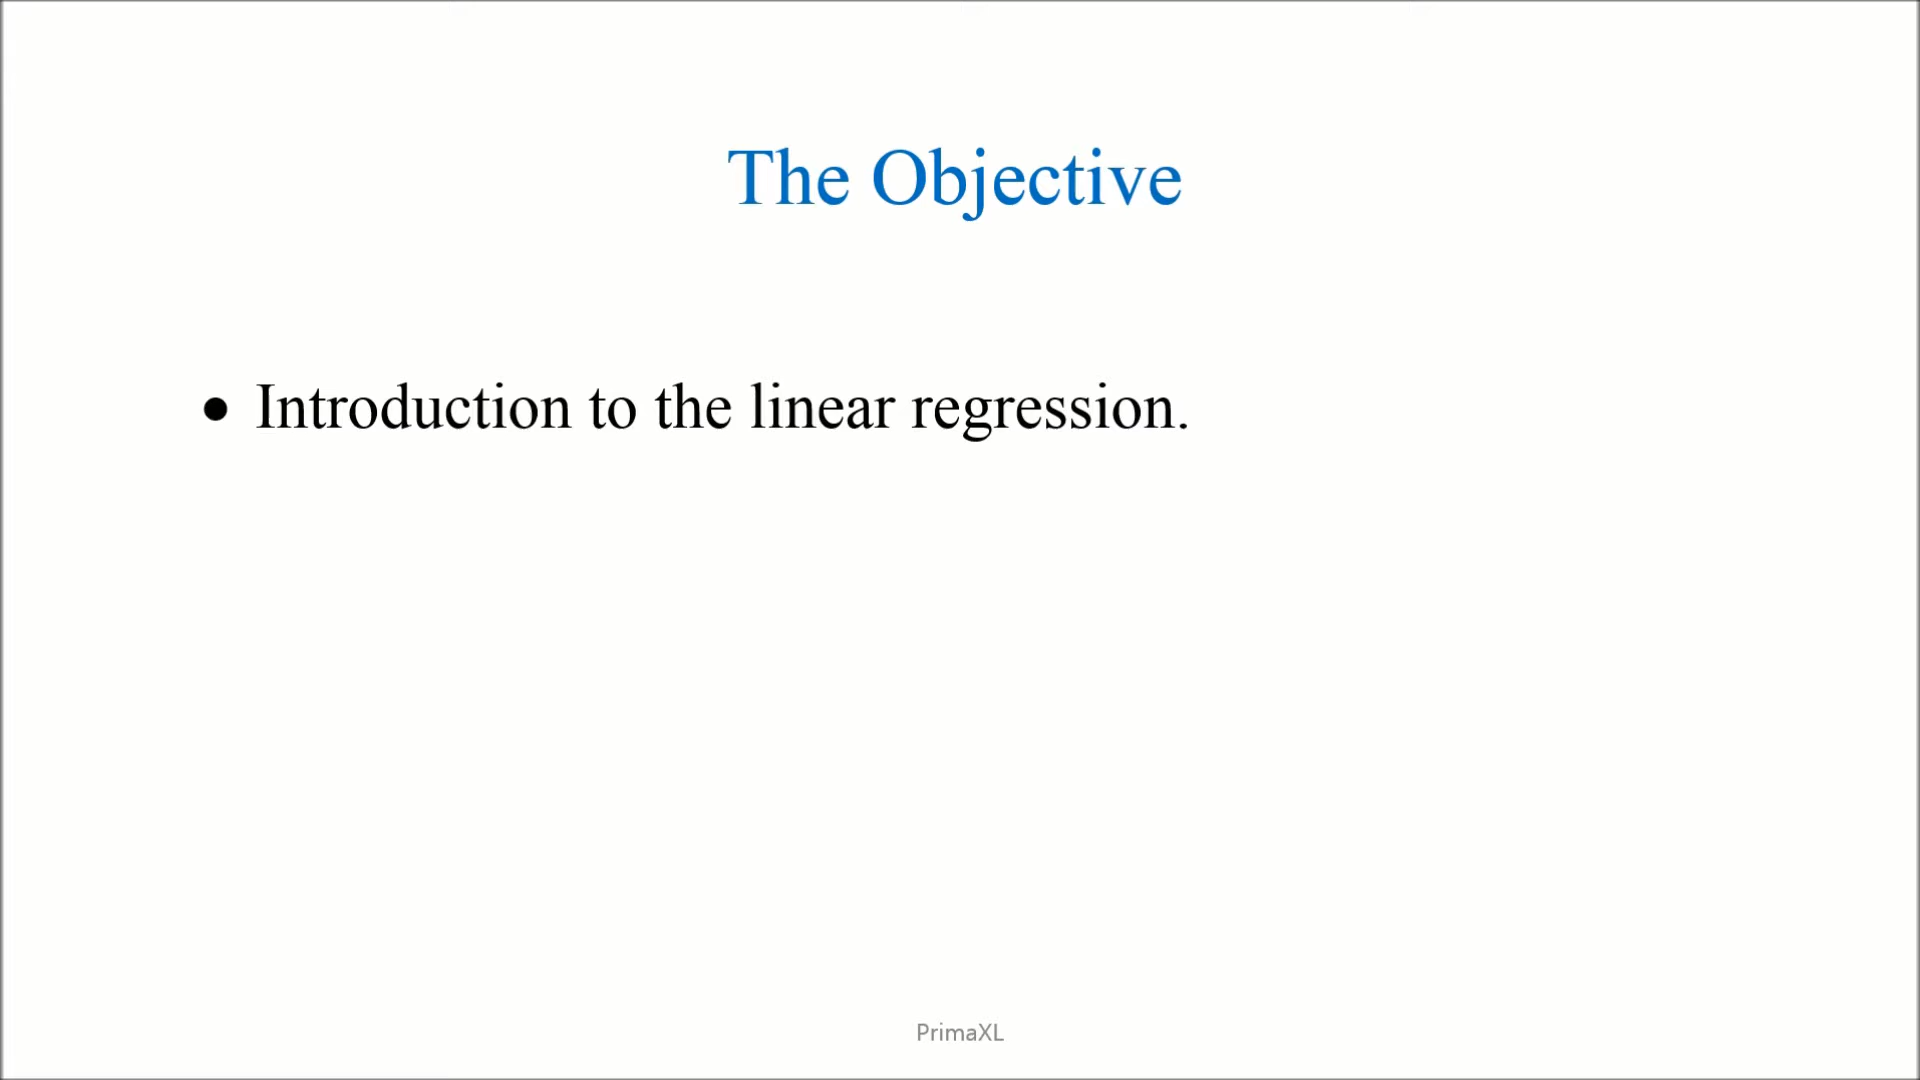 The Objective
• Introduction to the linear regression.
PrimaXL